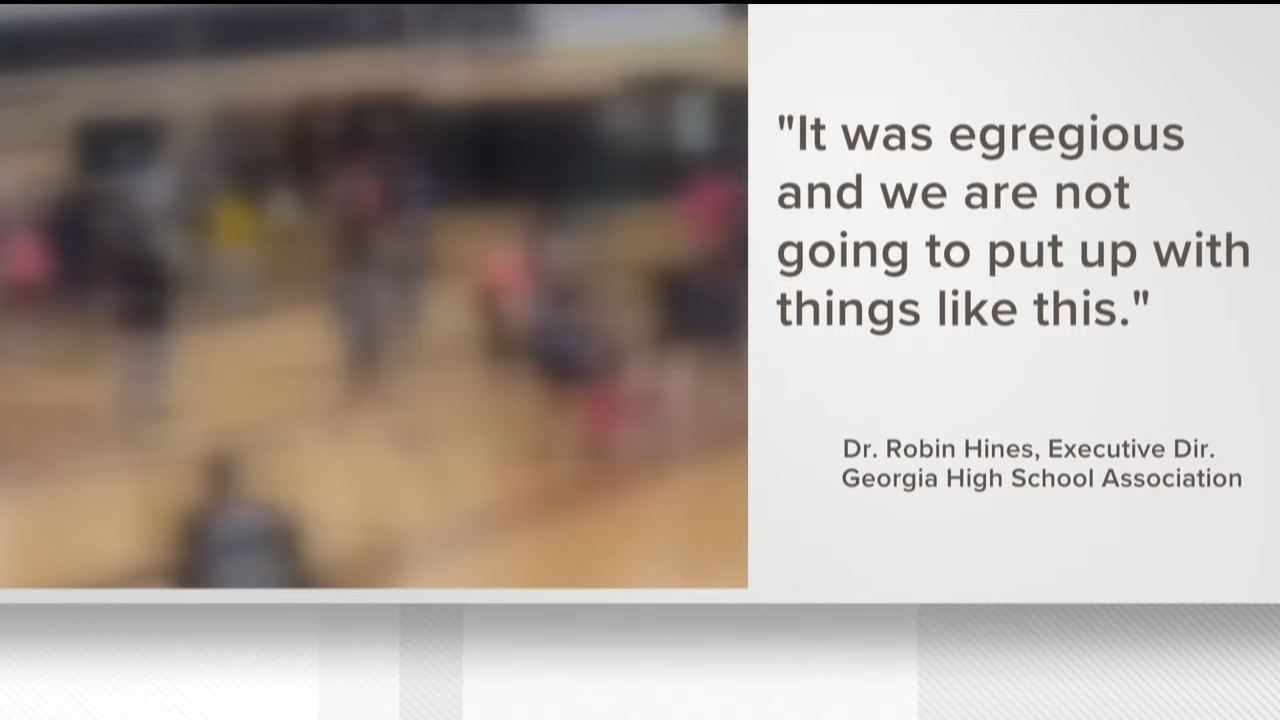 "It was egregious
and we are not
going to put up with
things like this."
Dr. Robin Hines, Executive Dir.
Georgia High School Association